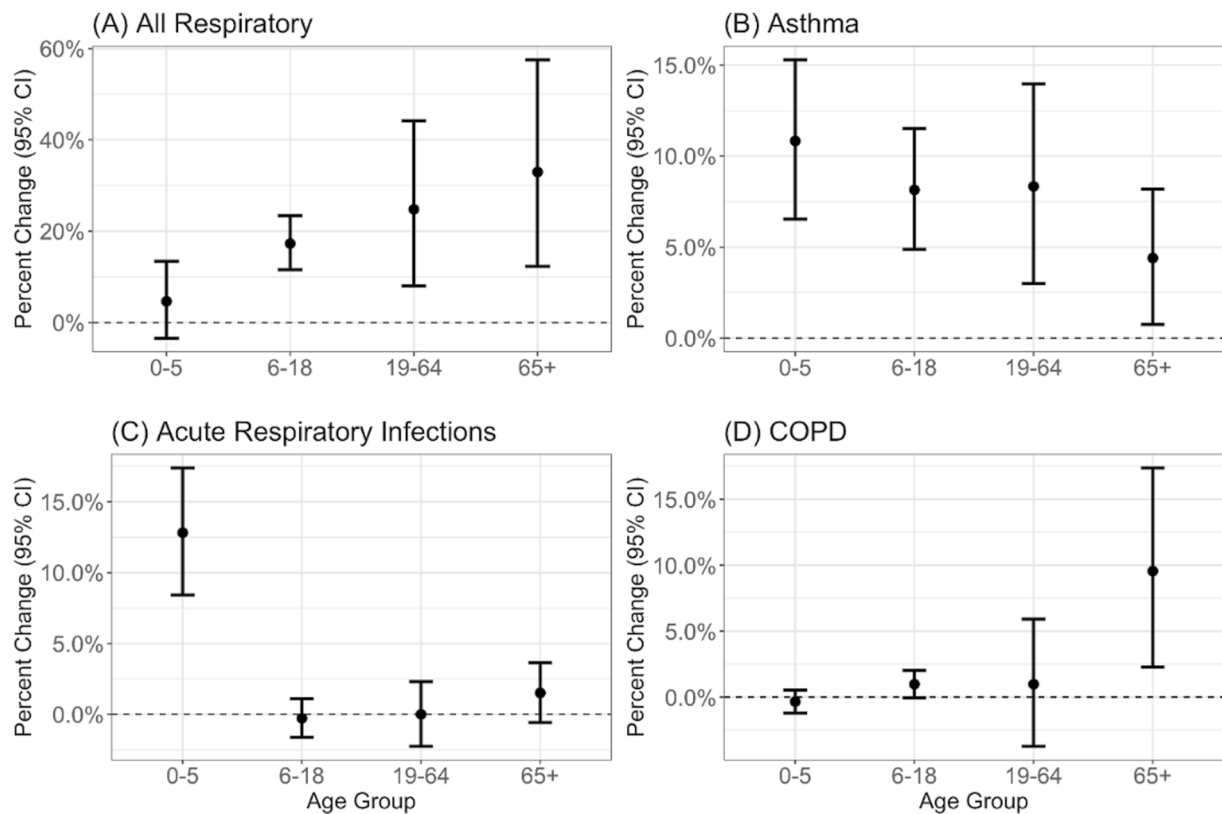 (A) All Respiratory
Percent Change (95% CI)
60%
40%
20%
0%
0-5 6-18 19-64 65+
(B) Asthma
Percent Change (95% CI)
15.0%
10.0%
5.0%
0.0%
0-5 6-18 19-64 65+
(C) Acute Respiratory Infections
Percent Change (95% CI)
15.0%
10.0%
5.0%
0.0%
0-5 6-18 19-64 65+
Age Group
(D) COPD
Percent Change (95% CI)
15.0%
10.0%
5.0%
0.0%
0-5 6-18 19-64 65+
Age Group